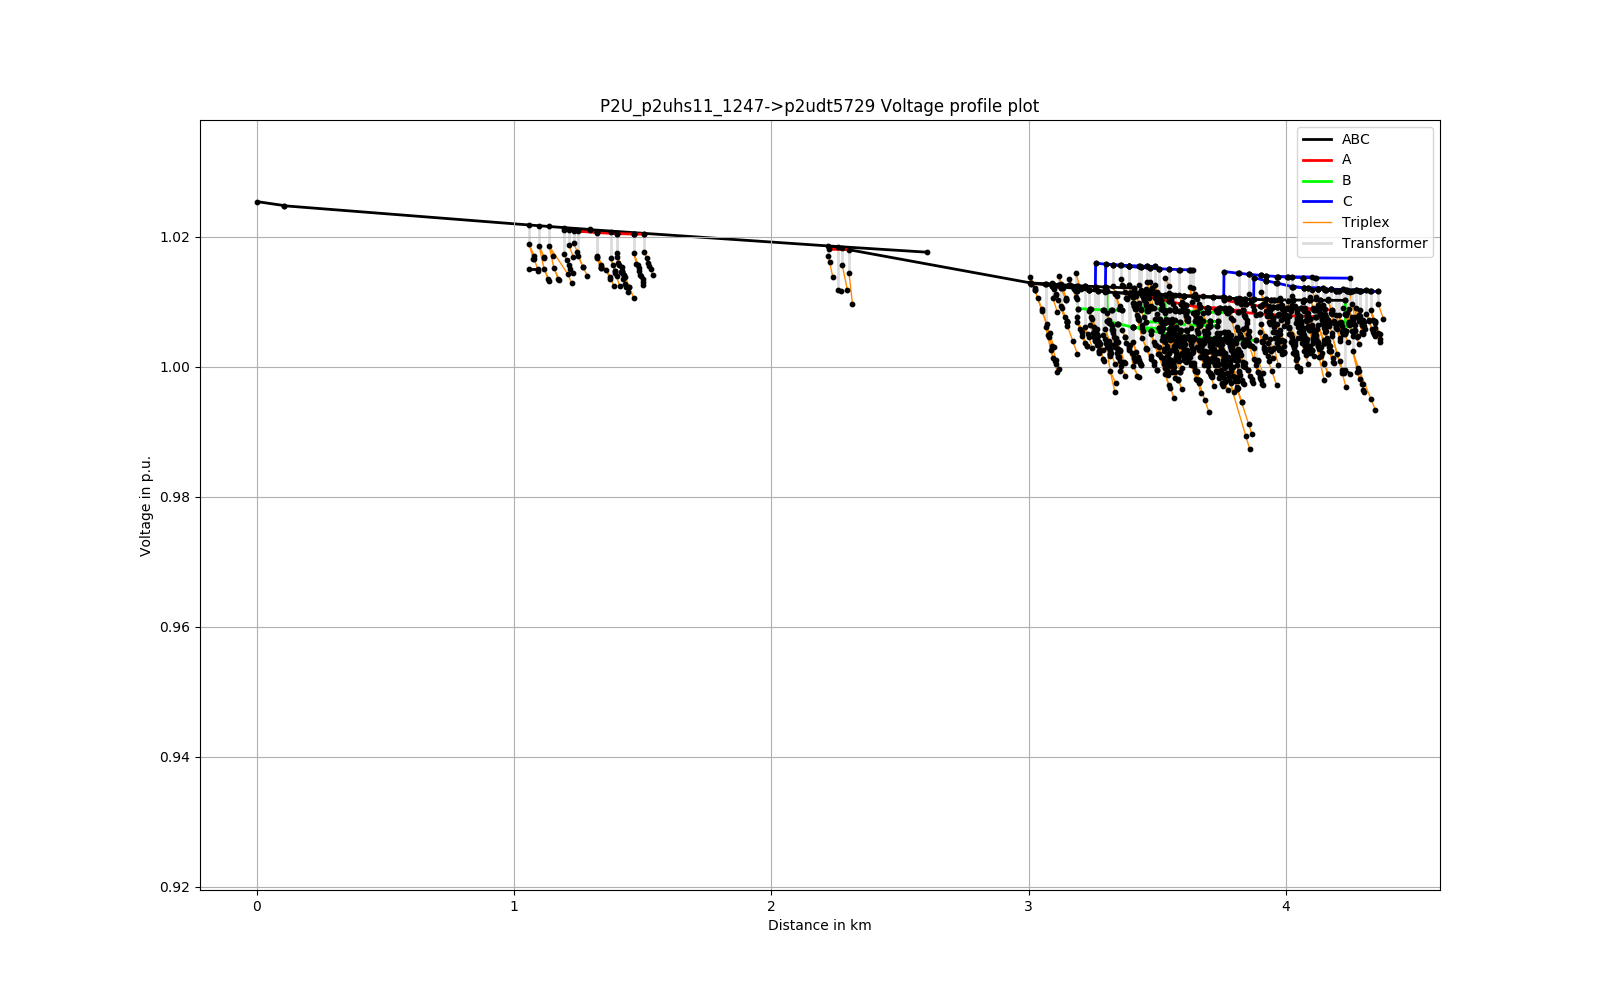 P2U_p2uhs11_1247->p2udt5729 Voltage profile plot
ABC
A
B
C
Triplex
Transformer
Voltage in p.u.
1.02
1.00
0.98
0.96
0.94
0.92
0 1 2 3 4
Distance in km